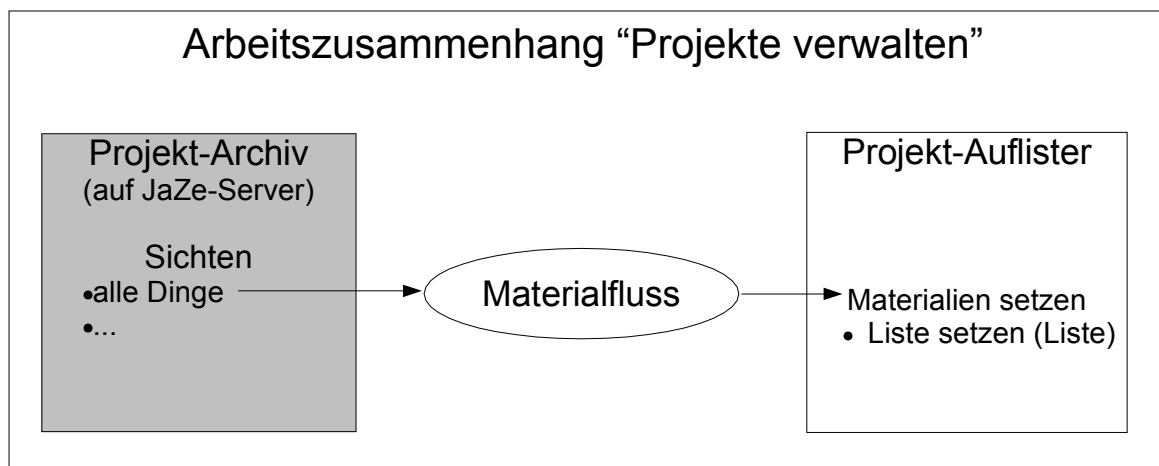 Arbeitszusammenhang “Projekte verwalten”
Projekt-Archiv
(auf JaZe-Server)
Sichten
•alle Dinge
•...
Materialfluss
Projekt-Auflister
Materialien setzen
• Liste setzen (Liste)